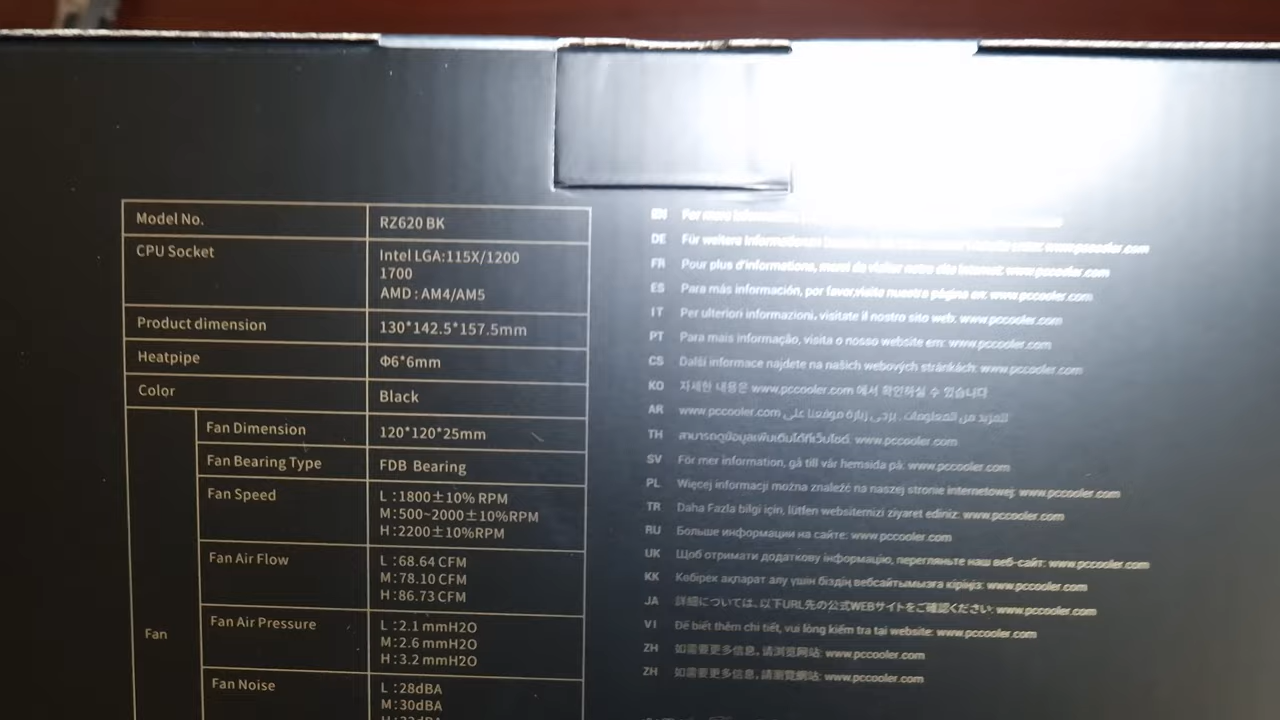 Model No. RZ620 BK
CPU Socket Intel LGA:115X/1200
1700
AMD : AM4/AM5
Product dimension 130*142.5*157.5mm
Heatpipe Φ6*6mm
Color Black
Fan
Fan Dimension 120*120*25mm
Fan Bearing Type FDB Bearing
Fan Speed L :1800±10% RPM
M:500~2000±10%RPM
H:2200±10%RPM
Fan Air Flow L :68.64 CFM
M:78.10 CFM
H:86.73 CFM
Fan Air Pressure L :2.1 mmH2O
M:2.6 mmH2O
H:3.2 mmH2O
Fan Noise L :28dBA
M:30dBA
EN For more
DE Für weitere Informationen www.pccooler.com
FR Pour plus d'informations, merci de visiter notre site Internet: www.pccooler.com
ES Para más información, por favor,visite nuestra página en: www.pccooler.com
IT Per ulteriori informazioni, visitate il nostro sito web: www.pccooler.com
PT Para mais informação, visita o nosso website em: www.pccooler.com
CS Další informace najdete na našich webových stránkách: www.pccooler.com
KO 자세한 내용은 www.pccooler.com 에서 확인하실 수 있습니다
AR للمزيد من المعلومات, يرجى زيارة موقعنا على www.pccooler.com
TH www.pccooler.com
SV För mer information, gå till vår hemsida på: www.pccooler.com
PL Więcej informacji można znaleźć na naszej stronie internetowej: www.pccooler.com
TR Daha Fazla bilgi için, lütfen websitemizi ziyaret ediniz: www.pccooler.com
RU Больше информации на сайте: www.pccooler.com
UK Щоб отримати додаткову інформацію, перегляньте наш веб-сайт: www.pccooler.com
KK Көбірек ақпарат алу үшін біздің вебсайтымызға кіріңіз: www.pccooler.com
JA 詳細については、以下URL先の公式WEBサイトをご確認ください: www.pccooler.com
VI Để biết thêm chi tiết, vui lòng kiểm tra tại website: www.pccooler.com
ZH 如需要更多信息，请浏览网站: www.pccooler.com
ZH 如需要更多信息，請瀏覽網站: www.pccooler.com